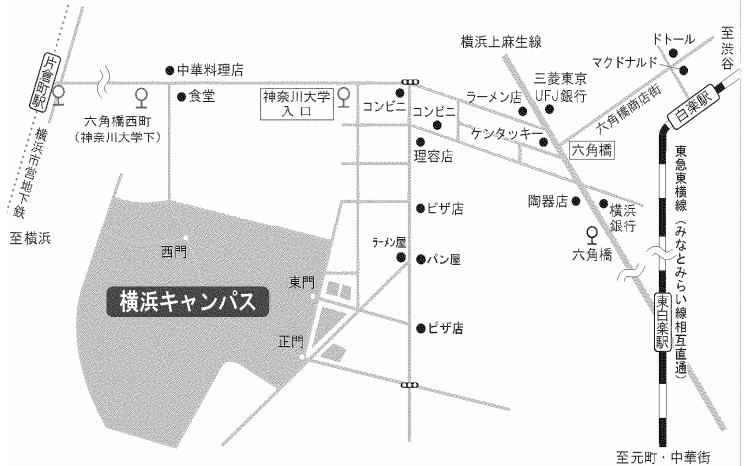 片倉町駅
横浜市営地下鉄
至横浜
中華料理店
食堂
六角橋西町
(神奈川大学下)
神奈川大学
入口
コンビニ
コンビニ
理容店
横浜上麻生線
ラーメン店
三菱東京
UFJ銀行
ケンタッキー
六角橋
ドトール
マクドナルド
六角橋商店街
至渋谷
白楽駅
東急東横線(みなとみらい線相互直通)
陶器店
横浜
銀行
六角橋
ピザ店
ラーメン屋
パン屋
ピザ店
西門
東門
正門
横浜キャンパス
東白楽駅
至元町・中華街